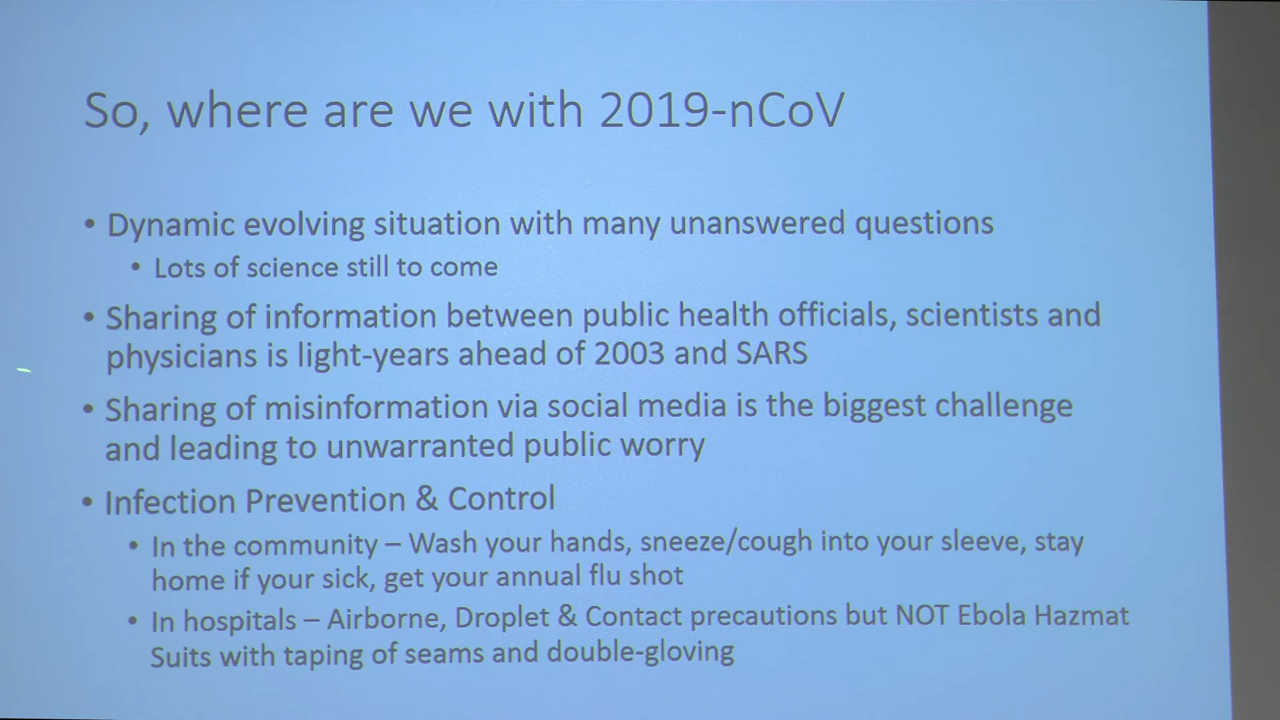 So, where are we with 2019-nCoV
• Dynamic evolving situation with many unanswered questions
• Lots of science still to come
• Sharing of information between public health officials, scientists and
physicians is light-years ahead of 2003 and SARS
• Sharing of misinformation via social media is the biggest challenge
and leading to unwarranted public worry
• Infection Prevention & Control
• In the community – Wash your hands, sneeze/cough into your sleeve, stay
home if your sick, get your annual flu shot
• In hospitals – Airborne, Droplet & Contact precautions but NOT Ebola Hazmat
Suits with taping of seams and double-gloving